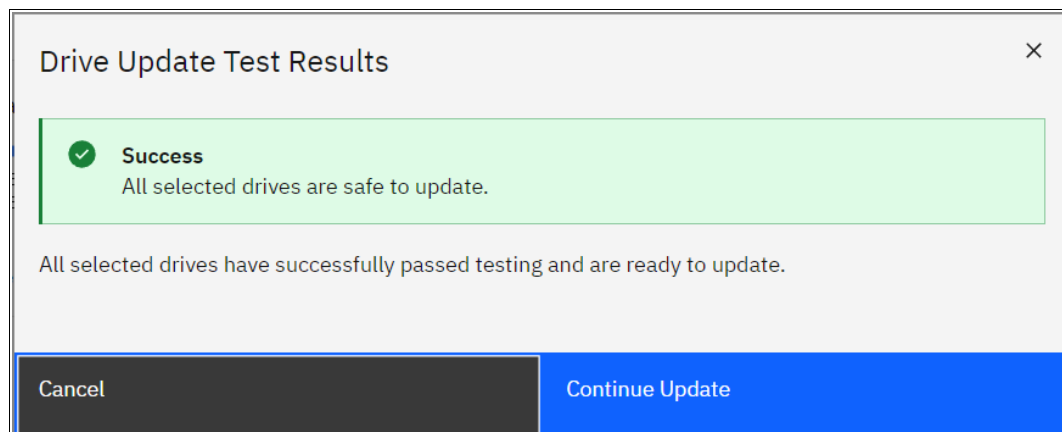 Drive Update Test Results
Success
All selected drives are safe to update.
All selected drives have successfully passed testing and are ready to update.
Cancel
Continue Update